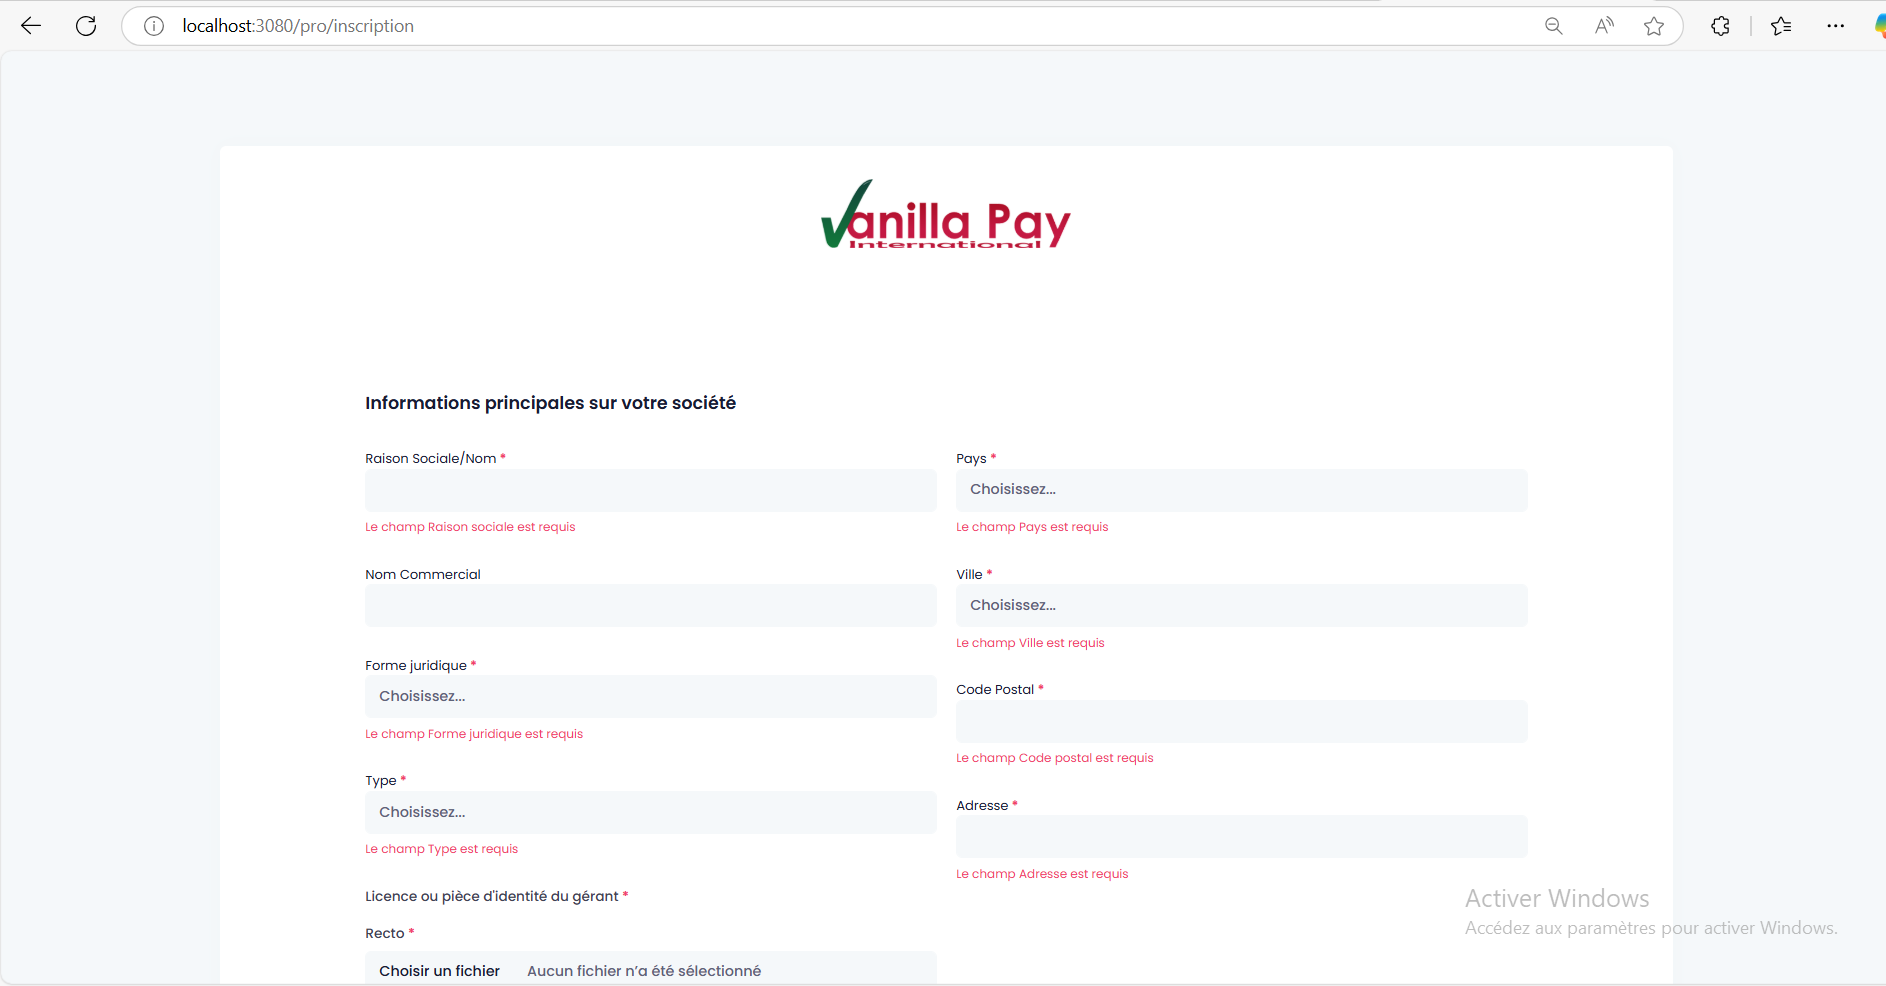 localhost:3080/pro/inscription
Vanilla Pay
International
Informations principales sur votre société
Raison Sociale/Nom *
Le champ Raison sociale est requis
Nom Commercial
Forme juridique *
Choisissez...
Le champ Forme juridique est requis
Type *
Choisissez...
Le champ Type est requis
Licence ou pièce d'identité du gérant *
Recto *
Choisir un fichier Aucun fichier n’a été sélectionné
Pays *
Choisissez...
Le champ Pays est requis
Ville *
Choisissez...
Le champ Ville est requis
Code Postal *
Le champ Code postal est requis
Adresse *
Le champ Adresse est requis
Activer Windows
Accédez aux paramètres pour activer Windows.